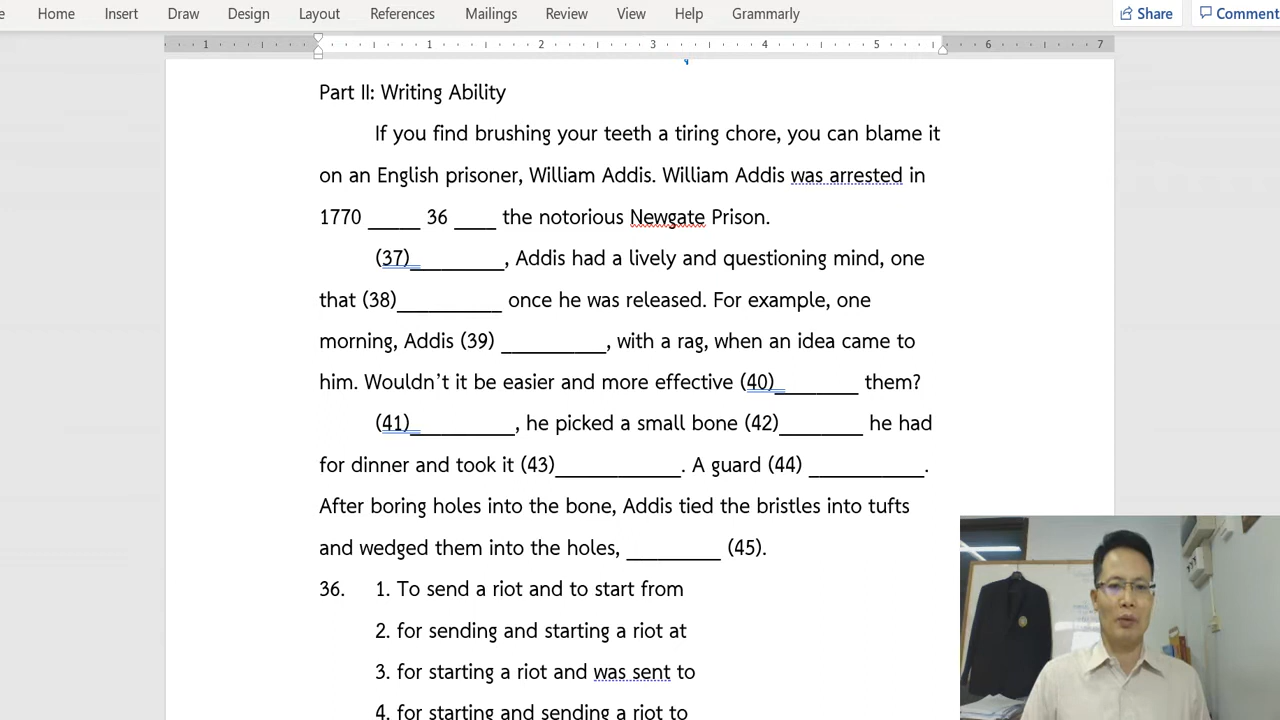 Home Insert Draw Design Layout References Mailings Review View Help Grammarly Share Comment
1 1 2 3 4 5 6 7
Part II: Writing Ability
If you find brushing your teeth a tiring chore, you can blame it
on an English prisoner, William Addis. William Addis was arrested in
1770 _____ 36 ____ the notorious Newgate Prison.
(37)_________, Addis had a lively and questioning mind, one
that (38)__________ once he was released. For example, one
morning, Addis (39) __________, with a rag, when an idea came to
him. Wouldn't it be easier and more effective (40)________ them?
(41)__________, he picked a small bone (42)________ he had
for dinner and took it (43)____________. A guard (44) ___________.
After boring holes into the bone, Addis tied the bristles into tufts
and wedged them into the holes, _________ (45).
36. 1. To send a riot and to start from
2. for sending and starting a riot at
3. for starting a riot and was sent to
4. for starting and sending a riot to